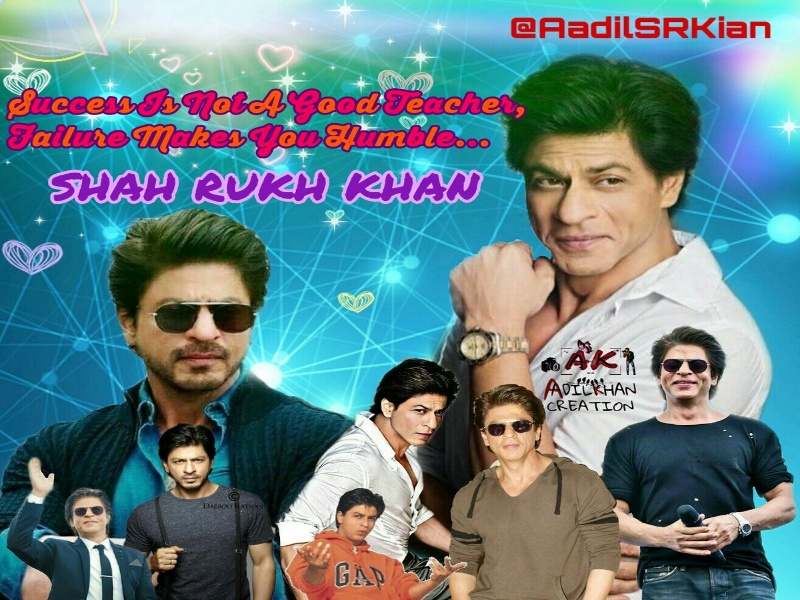 @AadilSRKian
Success Is Not A Good Teacher,
Failure Makes You Humble...
SHAH RUKH KHAN
AK
ADILKHAN
CREATION
GAP